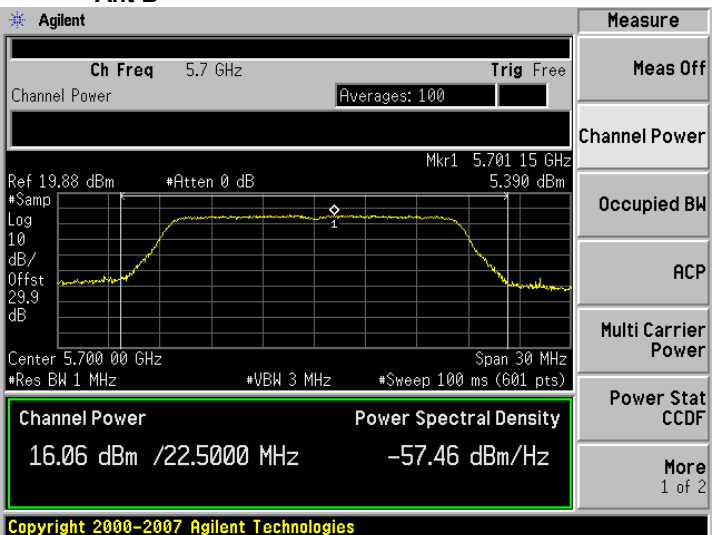 Agilent
Measure
Ch Freq 5.7 GHz Trig Free
Channel Power Averages: 100
Mkr1 5.701 15 GHz
Ref 19.88 dBm #Atten 0 dB 5.390 dBm
#Samp
Log
10
dB/
Offst
29.9
dB
1
Center 5.700 00 GHz Span 30 MHz
#Res BW 1 MHz #VBW 3 MHz #Sweep 100 ms (601 pts)
Channel Power Power Spectral Density
16.06 dBm /22.5000 MHz -57.46 dBm/Hz
Meas Off
Channel Power
Occupied BW
ACP
Multi Carrier
Power
Power Stat
CCDF
More
1 of 2
Copyright 2000-2007 Agilent Technologies